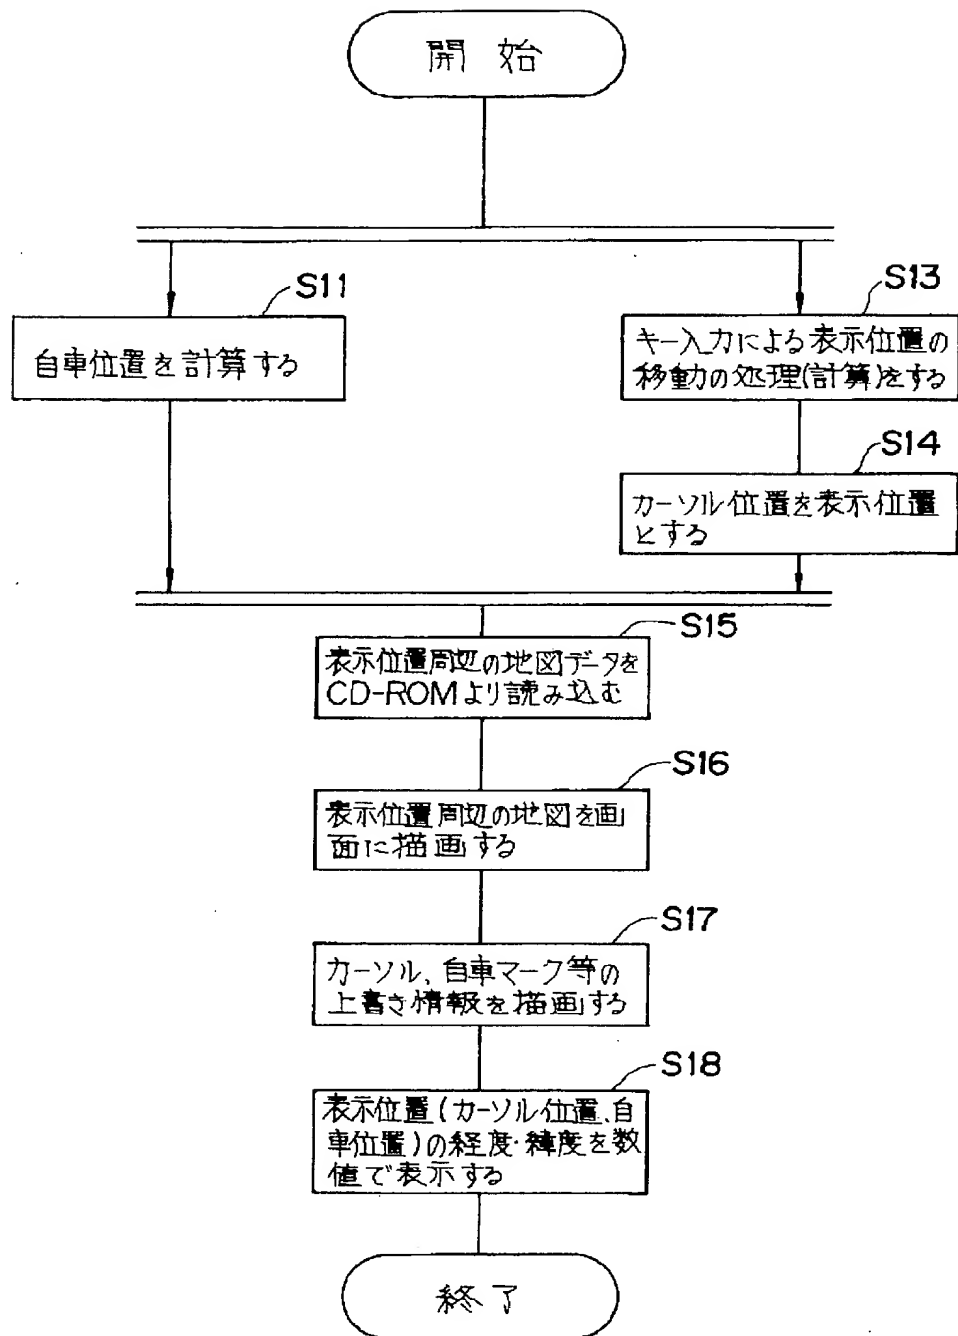 開始
S11
自車位置を計算する
S13
キー入力による表示位置の
移動の処理(計算)をする
S14
カーソル位置を表示位置
とする
S15
表示位置周辺の地図データを
CD-ROMより読み込む
S16
表示位置周辺の地図を画
面に描画する
S17
カーソル、自車マーク等の
上書き情報を描画する
S18
表示位置(カーソル位置、自
車位置)の経度・緯度を数
値で表示する
終了